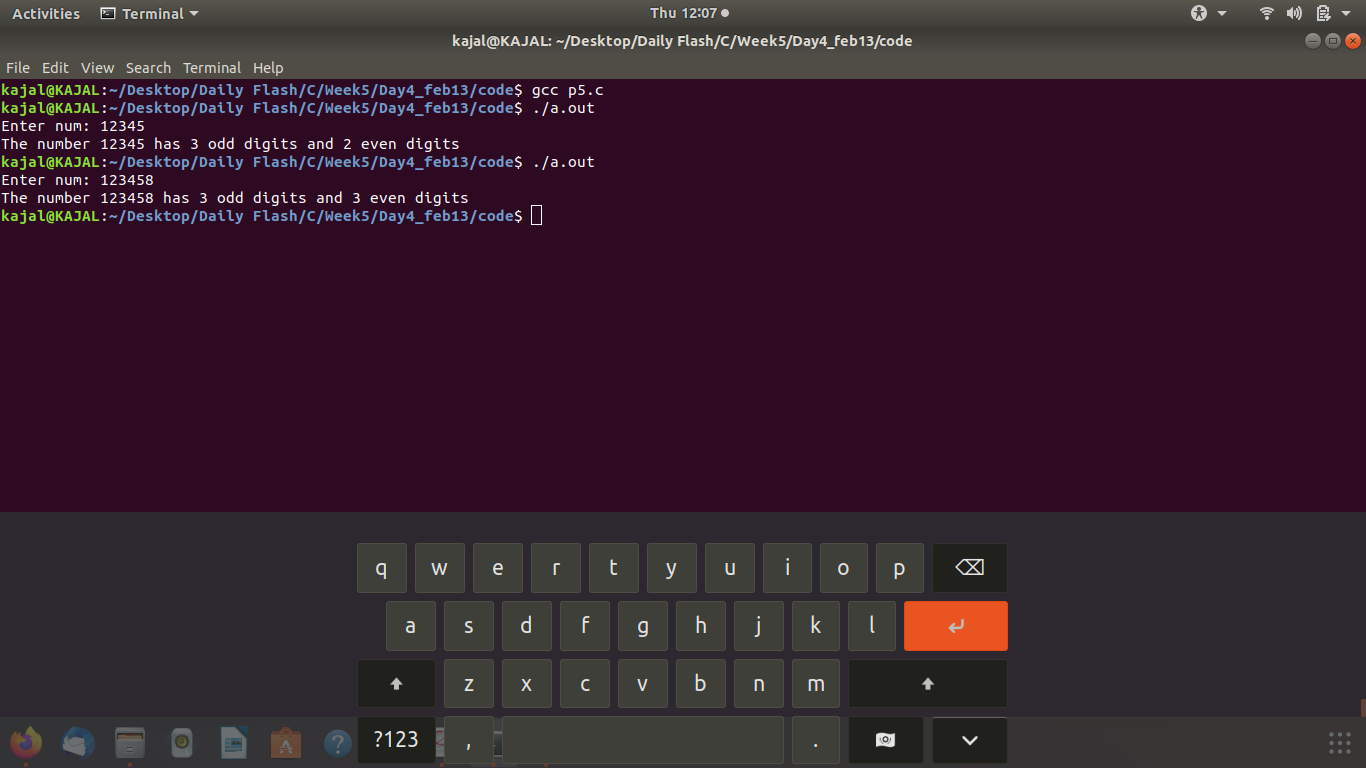 Activities Terminal Thu 12:07
kajal@KAJAL: ~/Desktop/Daily Flash/C/Week5/Day4_feb13/code
File Edit View Search Terminal Help
kajal@KAJAL:~/Desktop/Daily Flash/C/Week5/Day4_feb13/code$ gcc p5.c
kajal@KAJAL:~/Desktop/Daily Flash/C/Week5/Day4_feb13/code$ ./a.out
Enter num: 12345
The number 12345 has 3 odd digits and 2 even digits
kajal@KAJAL:~/Desktop/Daily Flash/C/Week5/Day4_feb13/code$ ./a.out
Enter num: 123458
The number 123458 has 3 odd digits and 3 even digits
kajal@KAJAL:~/Desktop/Daily Flash/C/Week5/Day4_feb13/code$
q w e r t y u i o p
a s d f g h j k l
z x c v b n m
?123 , .